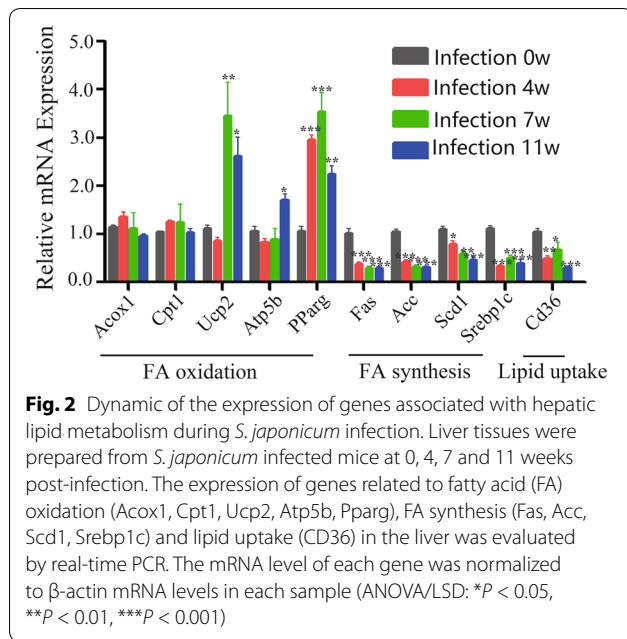 Relative mRNA Expression
5.0
4.0
3.0
2.0
1.0
0.0
Infection 0w
Infection 4w
Infection 7w
Infection 11w
** * * *** *** **
Acox1 Cpt1 Ucp2 Atp5b PParg Fas Acc Scd1 Srebp1c Cd36
FA oxidation FA synthesis Lipid uptake
Fig. 2 Dynamic of the expression of genes associated with hepatic
lipid metabolism during S. japonicum infection. Liver tissues were
prepared from S. japonicum infected mice at 0, 4, 7 and 11 weeks
post-infection. The expression of genes related to fatty acid (FA)
oxidation (Acox1, Cpt1, Ucp2, Atp5b, Pparg), FA synthesis (Fas, Acc,
Scd1, Srebp1c) and lipid uptake (CD36) in the liver was evaluated
by real-time PCR. The mRNA level of each gene was normalized
to β-actin mRNA levels in each sample (ANOVA/LSD: *P < 0.05,
**P < 0.01, ***P < 0.001)